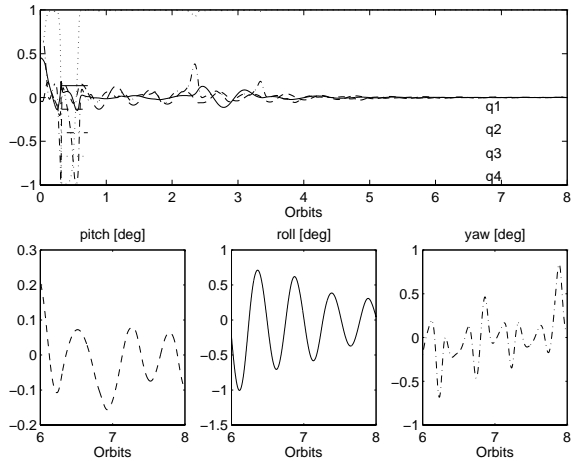 1
0.5
0
q1
q2
−0.5
q3
q4
−1
0 1 2 3 4 5 6 7 8
Orbits
pitch [deg] roll [deg] yaw [deg]
0.3 1 1
0.2 0.5 0.5
0.1 0
0 −0.5 0
−0.1 −1 −0.5
−0.2 −1.5 −1
6 7 8 6 7 8 6 7 8
Orbits Orbits Orbits